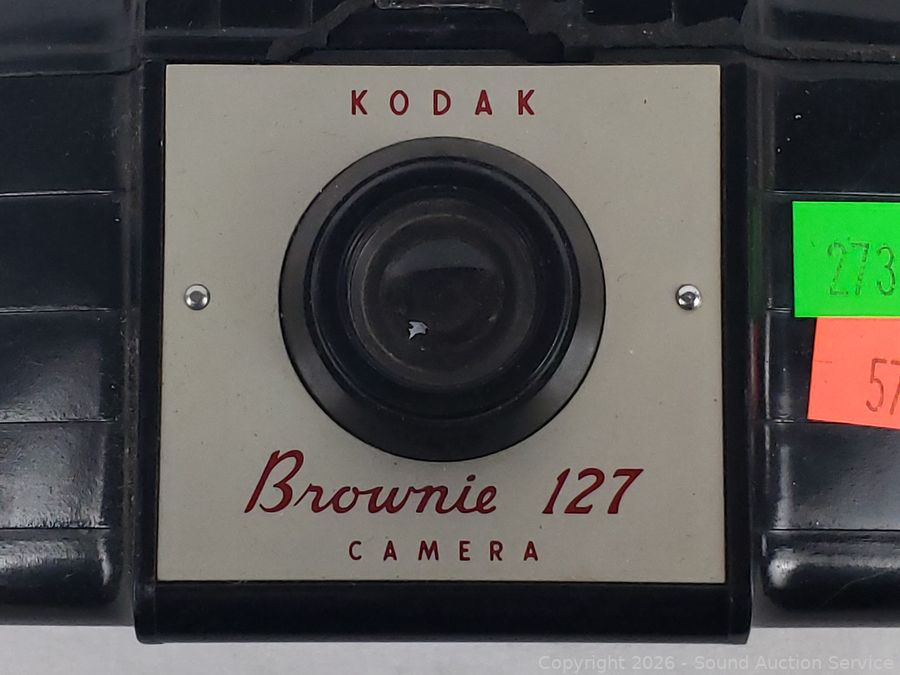 KODAK
273
57
Brownie 127
CAMERA
Copyright 2026 - Sound Auction Service